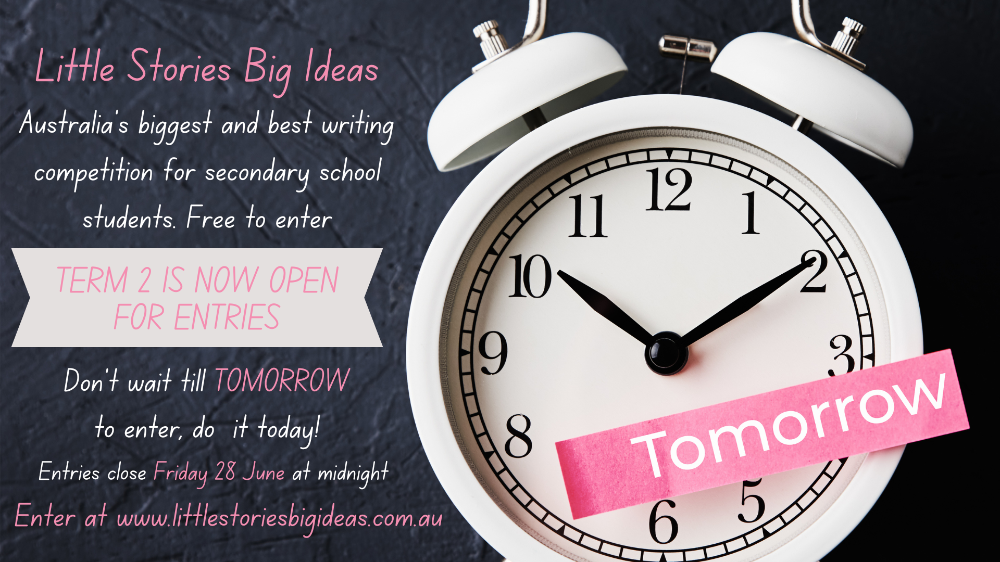 Little Stories Big Ideas
Australia's biggest and best writing
competition for secondary school
students. Free to enter
TERM 2 IS NOW OPEN
FOR ENTRIES
Don't wait till TOMORROW
to enter, do it today!
Entries close Friday 28 June at midnight
Enter at www.littlestoriesbigideas.com.au
12
11
1
10
2
9
3
8
Tomorrow
5
6